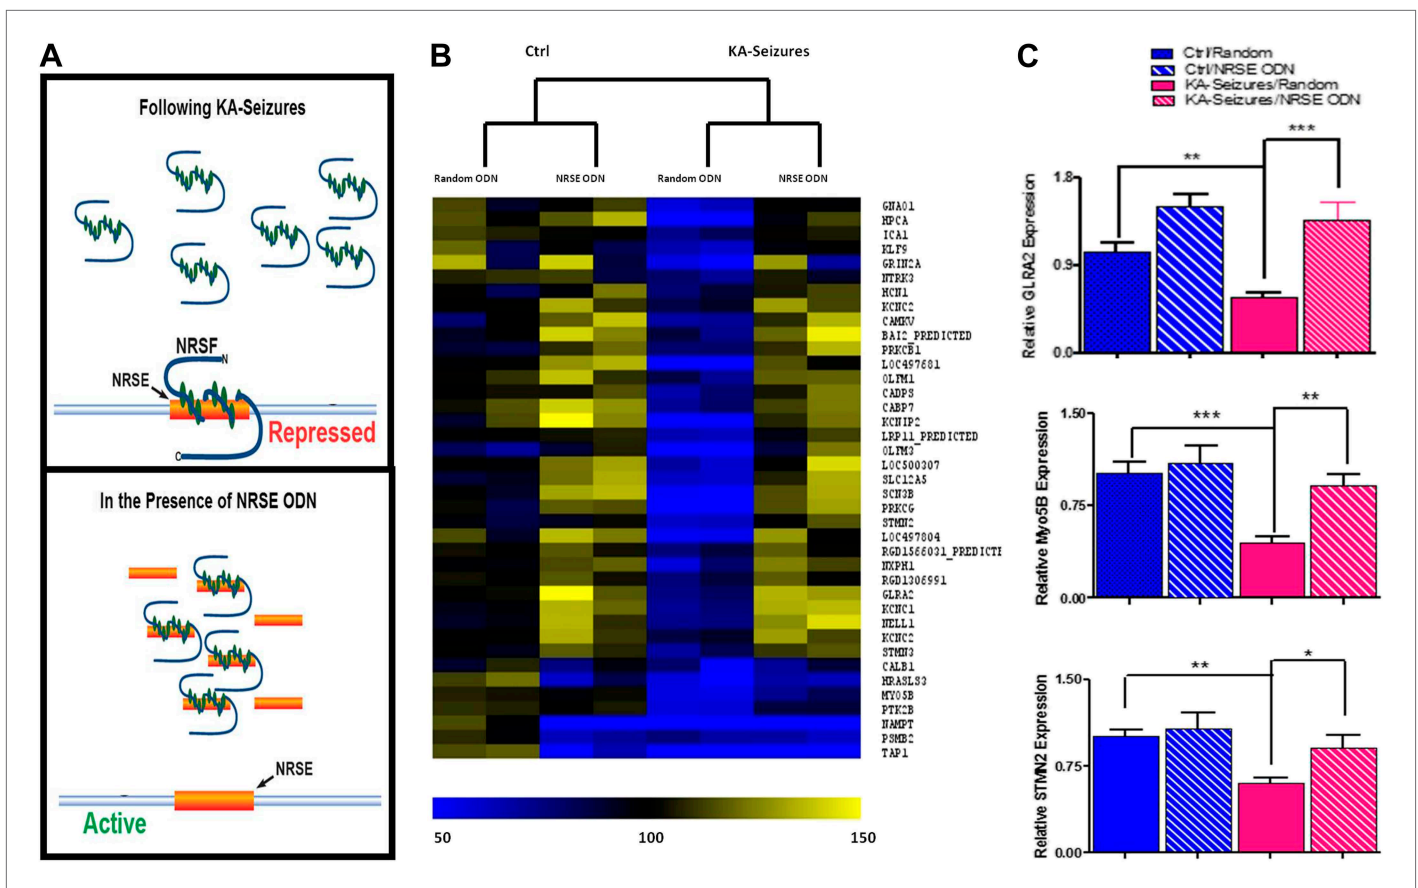 A
Following KA-Seizures
NRSF
N
NRSE
Repressed
C
In the Presence of NRSE ODN
NRSE
Active
B
Ctrl KA-Seizures
Random ODN NRSE ODN Random ODN NRSE ODN
GNAO1
HPCA
ICA1
KLF9
GRIN2A
NTRK3
HCN1
KCNC2
CAMKV
BAI2_PREDICTED
PRKCB1
LOC497681
OLFM1
CADPS
CABP7
KCNIP2
LRP11_PREDICTED
OLFM3
LOC500307
SLC12A5
SCN3B
PRKCG
STMN2
LOC497804
RGD1566031_PREDICTE
NXPH1
RGD1306991
GLRA2
KCNC1
NELL1
KCNC2
STMN3
CALB1
HRASLS3
MYO5B
PTK2B
NAMPT
PSMB2
TAP1
50 100 150
C
Ctrl/Random
Ctrl/NRSE ODN
KA-Seizures/Random
KA-Seizures/NRSE ODN
Relative GLRA2 Expression
1.8
0.9
0.0
**
***
Relative Myo5B Expression
1.50
0.75
0.00
***
**
Relative STMN2 Expression
1.50
0.75
0.00
**
*